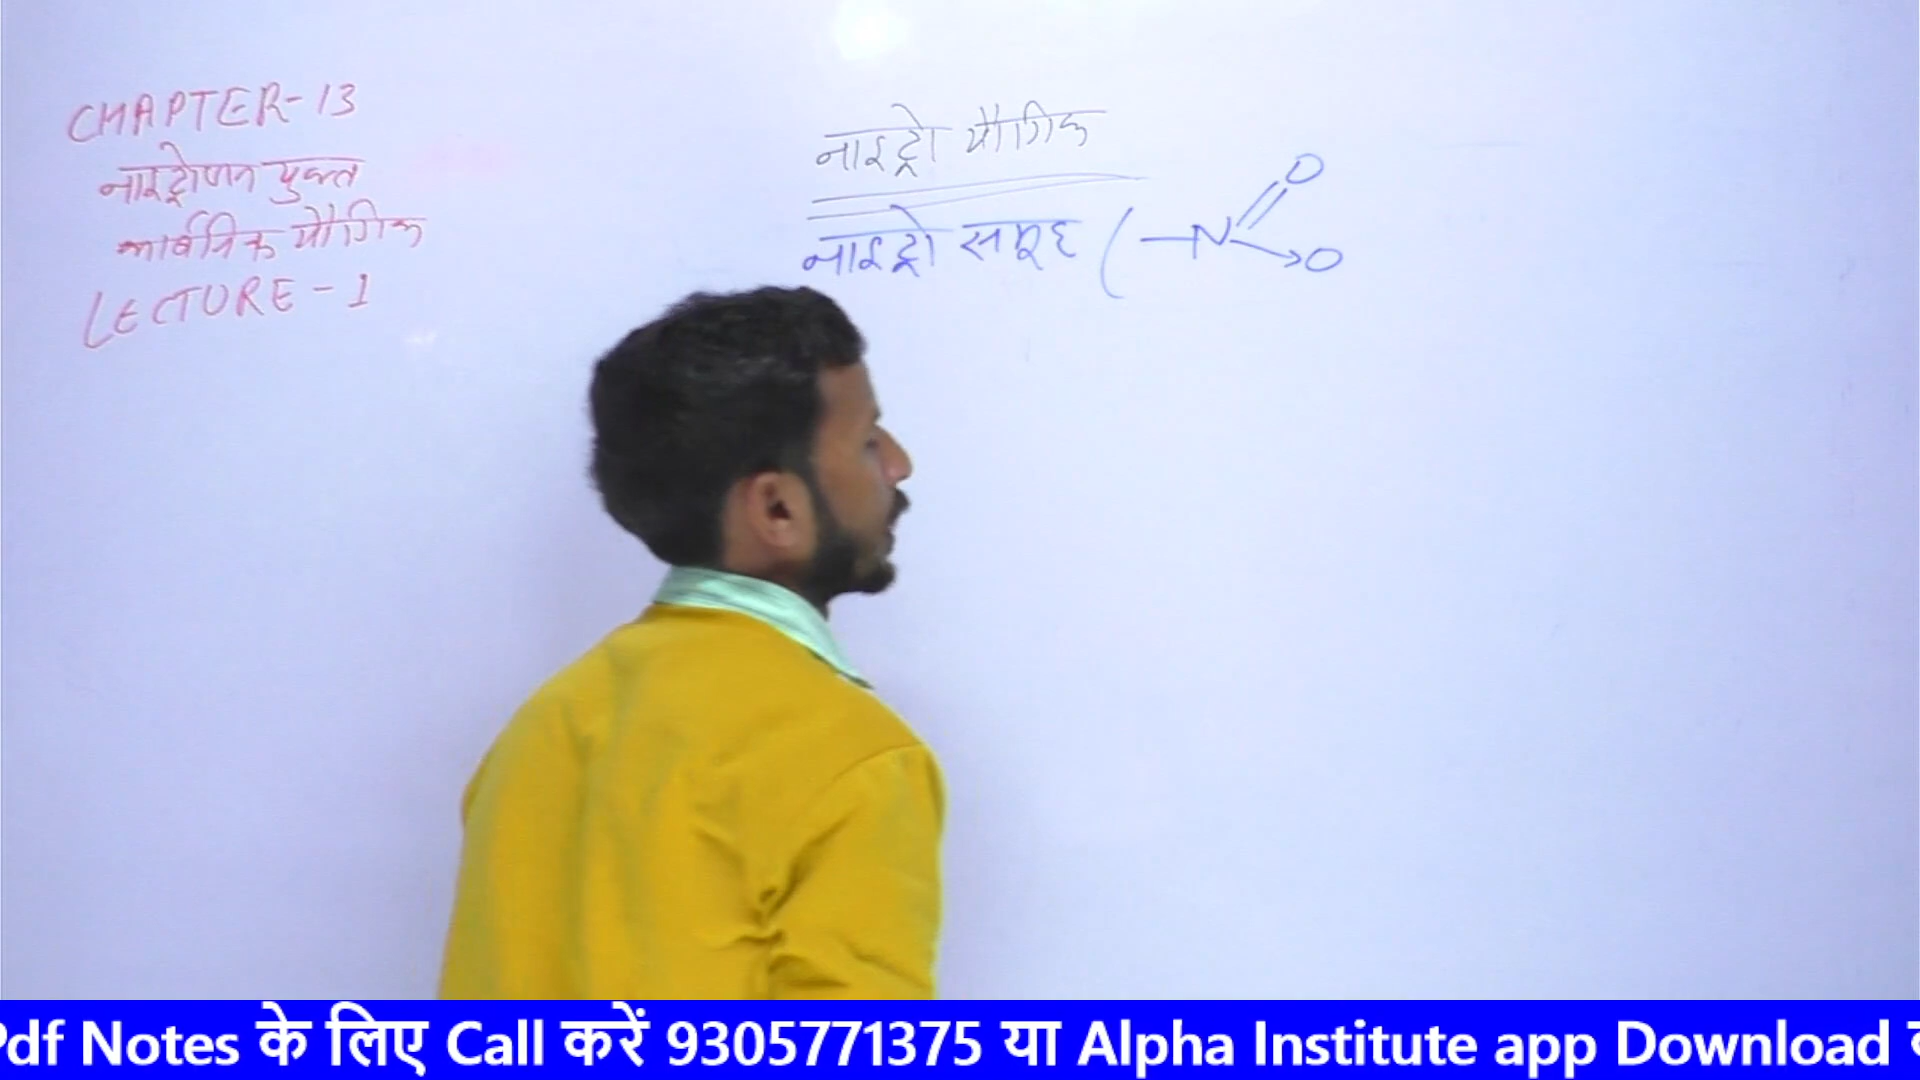 CHAPTER-13
नाइट्रोजन युक्त
कार्बनिक यौगिक
LECTURE-1
नाइट्रो यौगिक
नाइट्रो समूह (-N=O→O
Pdf Notes के लिए Call करें 9305771375 या Alpha Institute app Download